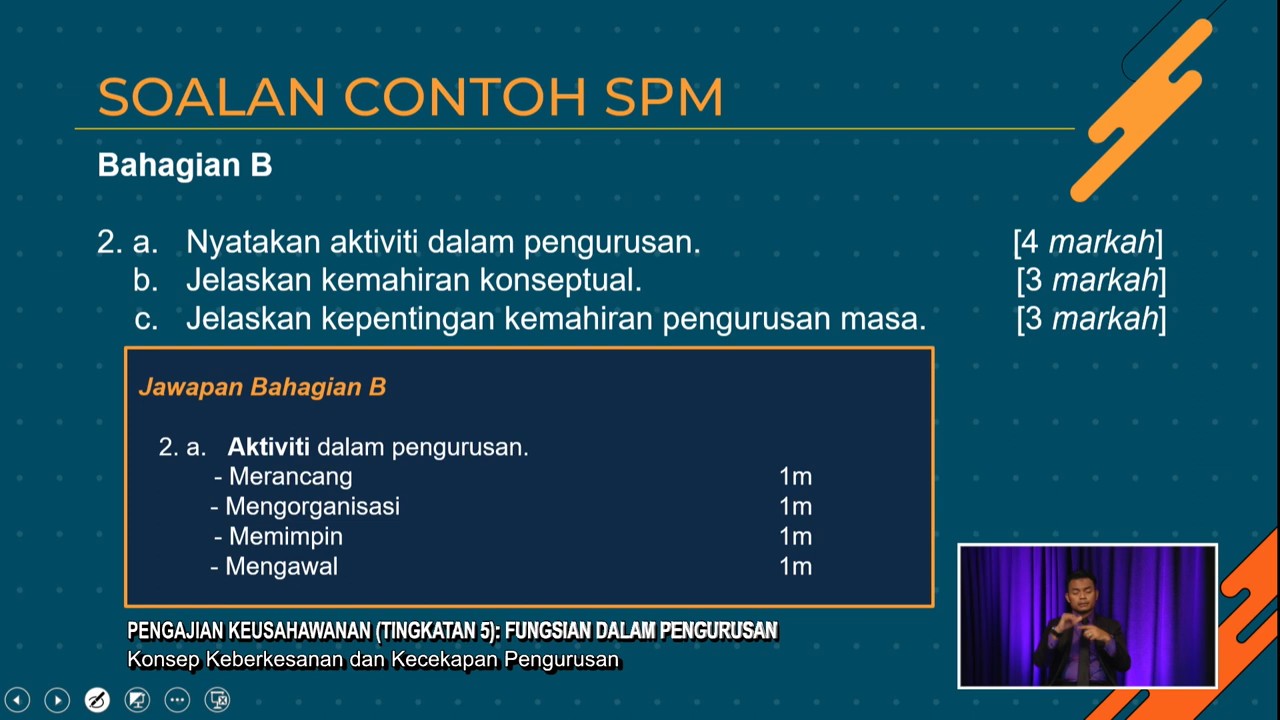 SOALAN CONTOH SPM
Bahagian B
2. a. Nyatakan aktiviti dalam pengurusan. [4 markah]
b. Jelaskan kemahiran konseptual. [3 markah]
c. Jelaskan kepentingan kemahiran pengurusan masa. [3 markah]
Jawapan Bahagian B
2. a. Aktiviti dalam pengurusan.
- Merancang 1m
- Mengorganisasi 1m
- Memimpin 1m
- Mengawal 1m
PENGAJIAN KEUSAHAWANAN (TINGKATAN 5): FUNGSIAN DALAM PENGURUSAN
Konsep Keberkesanan dan Kecekapan Pengurusan